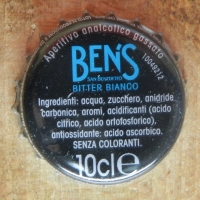 Aperitivo analcolico gassato
BEN'S
SAN BENEDETTO
BITTER BIANCO
Ingredienti: acqua, zucchero, anidride
carbonica, aromi, acidificanti (acido
citrico, acido ortofosforico),
antiossidante: acido ascorbico.
SENZA COLORANTI.
10cl e